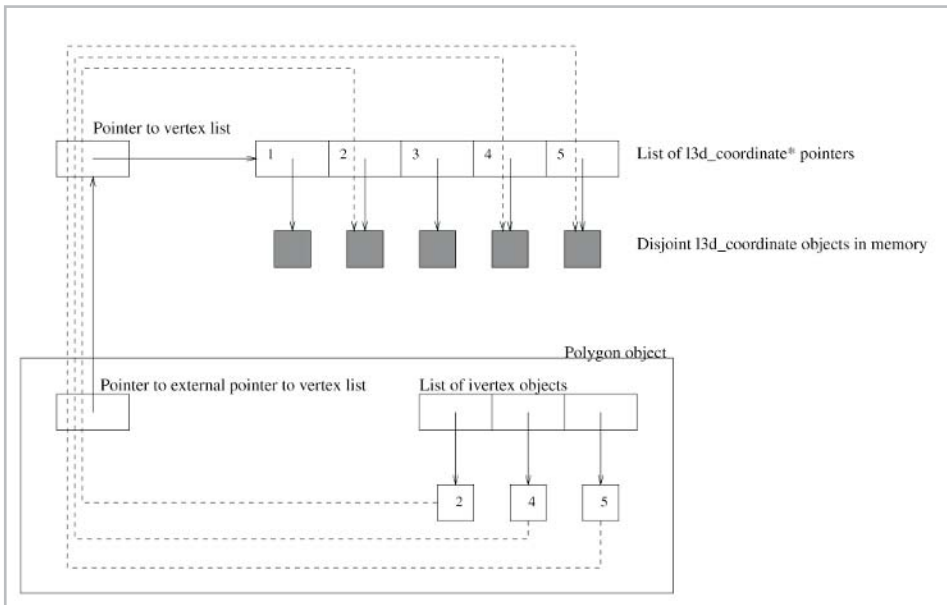 Pointer to vertex list
1 2 3 4 5
List of l3d_coordinate* pointers
Disjoint l3d_coordinate objects in memory
Polygon object
Pointer to external pointer to vertex list
List of ivertex objects
2 4 5